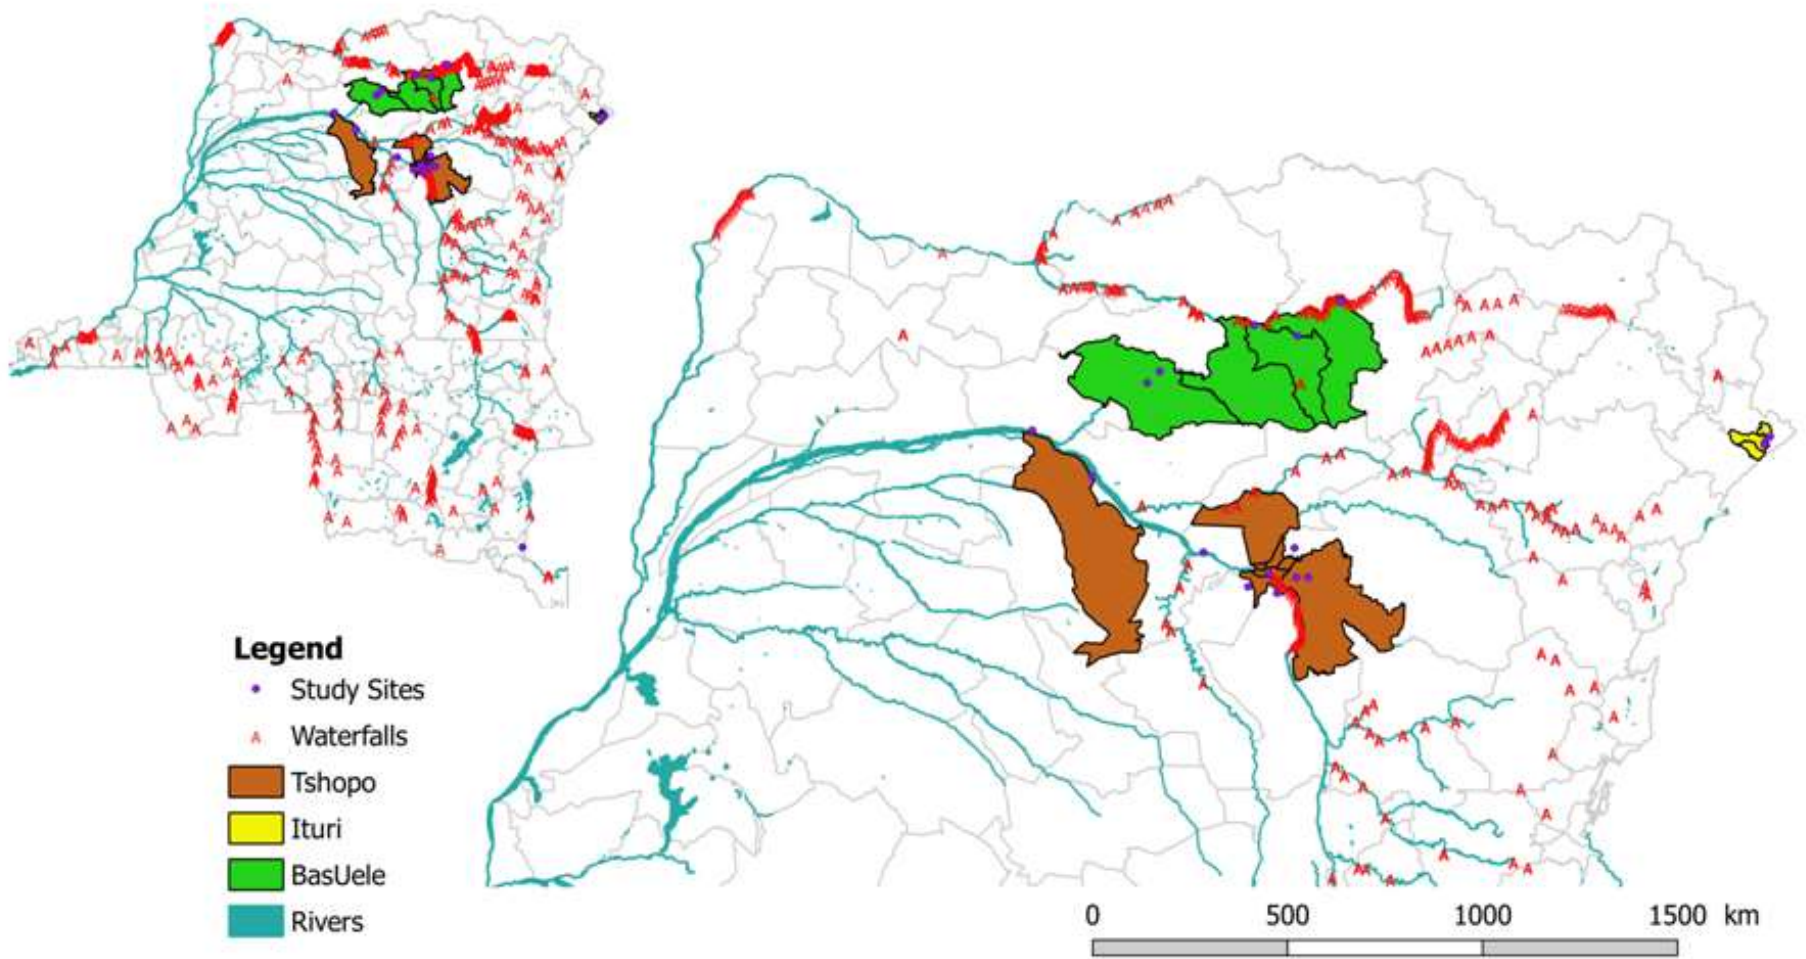 Legend
Study Sites
A Waterfalls
Tshopo
Ituri
BasUele
Rivers
0 500 1000 1500 km